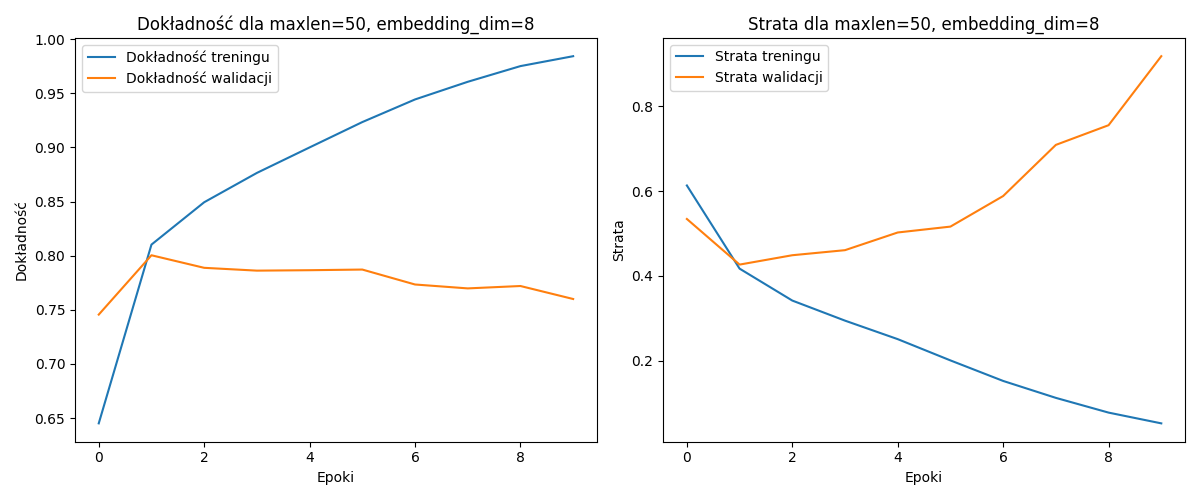 Dokładność dla maxlen=50, embedding_dim=8
Dokładność treningu
Dokładność walidacji
1.00
0.95
0.90
0.85
0.80
0.75
0.70
0.65
Dokładność
0 2 4 6 8
Epoki
Strata dla maxlen=50, embedding_dim=8
Strata treningu
Strata walidacji
0.8
0.6
0.4
0.2
Strata
0 2 4 6 8
Epoki